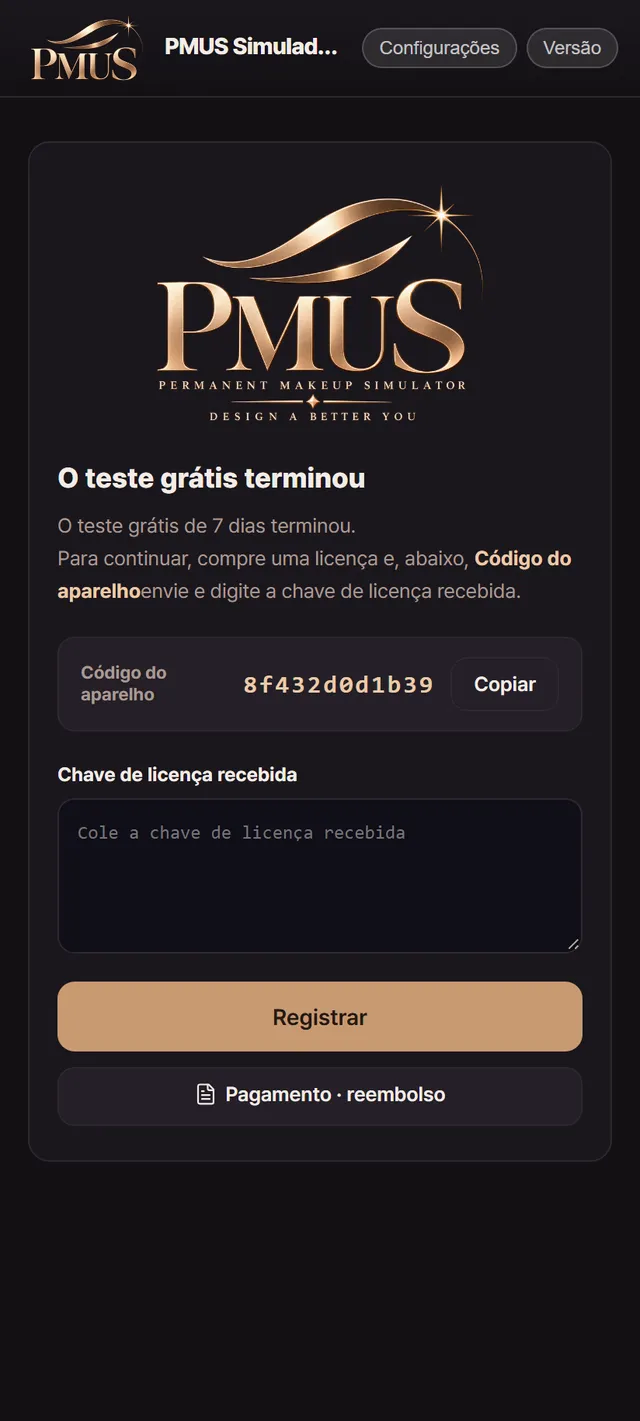 PMUS
PMUS Simulad...
Configurações
Versão
PMUS
PERMANENT MAKEUP SIMULATOR
DESIGN A BETTER YOU
O teste grátis terminou
O teste grátis de 7 dias terminou.
Para continuar, compre uma licença e, abaixo, Código do
aparelhoenvie e digite a chave de licença recebida.
Código do
aparelho
8f432d0d1b39
Copiar
Chave de licença recebida
Cole a chave de licença recebida
Registrar
Pagamento · reembolso